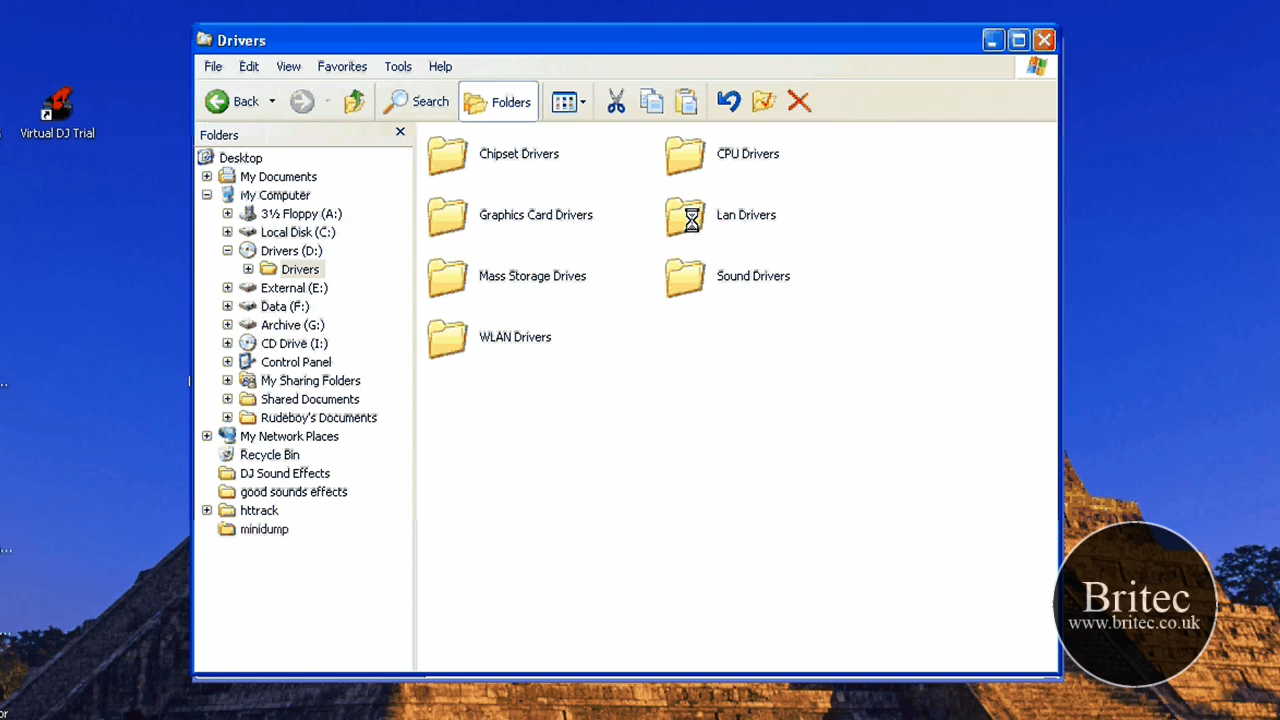 Drivers
File Edit View Favorites Tools Help
Back Search Folders
Folders
Desktop
My Documents
My Computer
3½ Floppy (A:)
Local Disk (C:)
Drivers (D:)
Drivers
External (E:)
Data (F:)
Archive (G:)
CD Drive (I:)
Control Panel
My Sharing Folders
Shared Documents
Rudeboy's Documents
My Network Places
Recycle Bin
DJ Sound Effects
good sounds effects
httrack
minidump
Chipset Drivers
CPU Drivers
Graphics Card Drivers
Lan Drivers
Mass Storage Drives
Sound Drivers
WLAN Drivers
Virtual DJ Trial
Britec
www.britec.co.uk